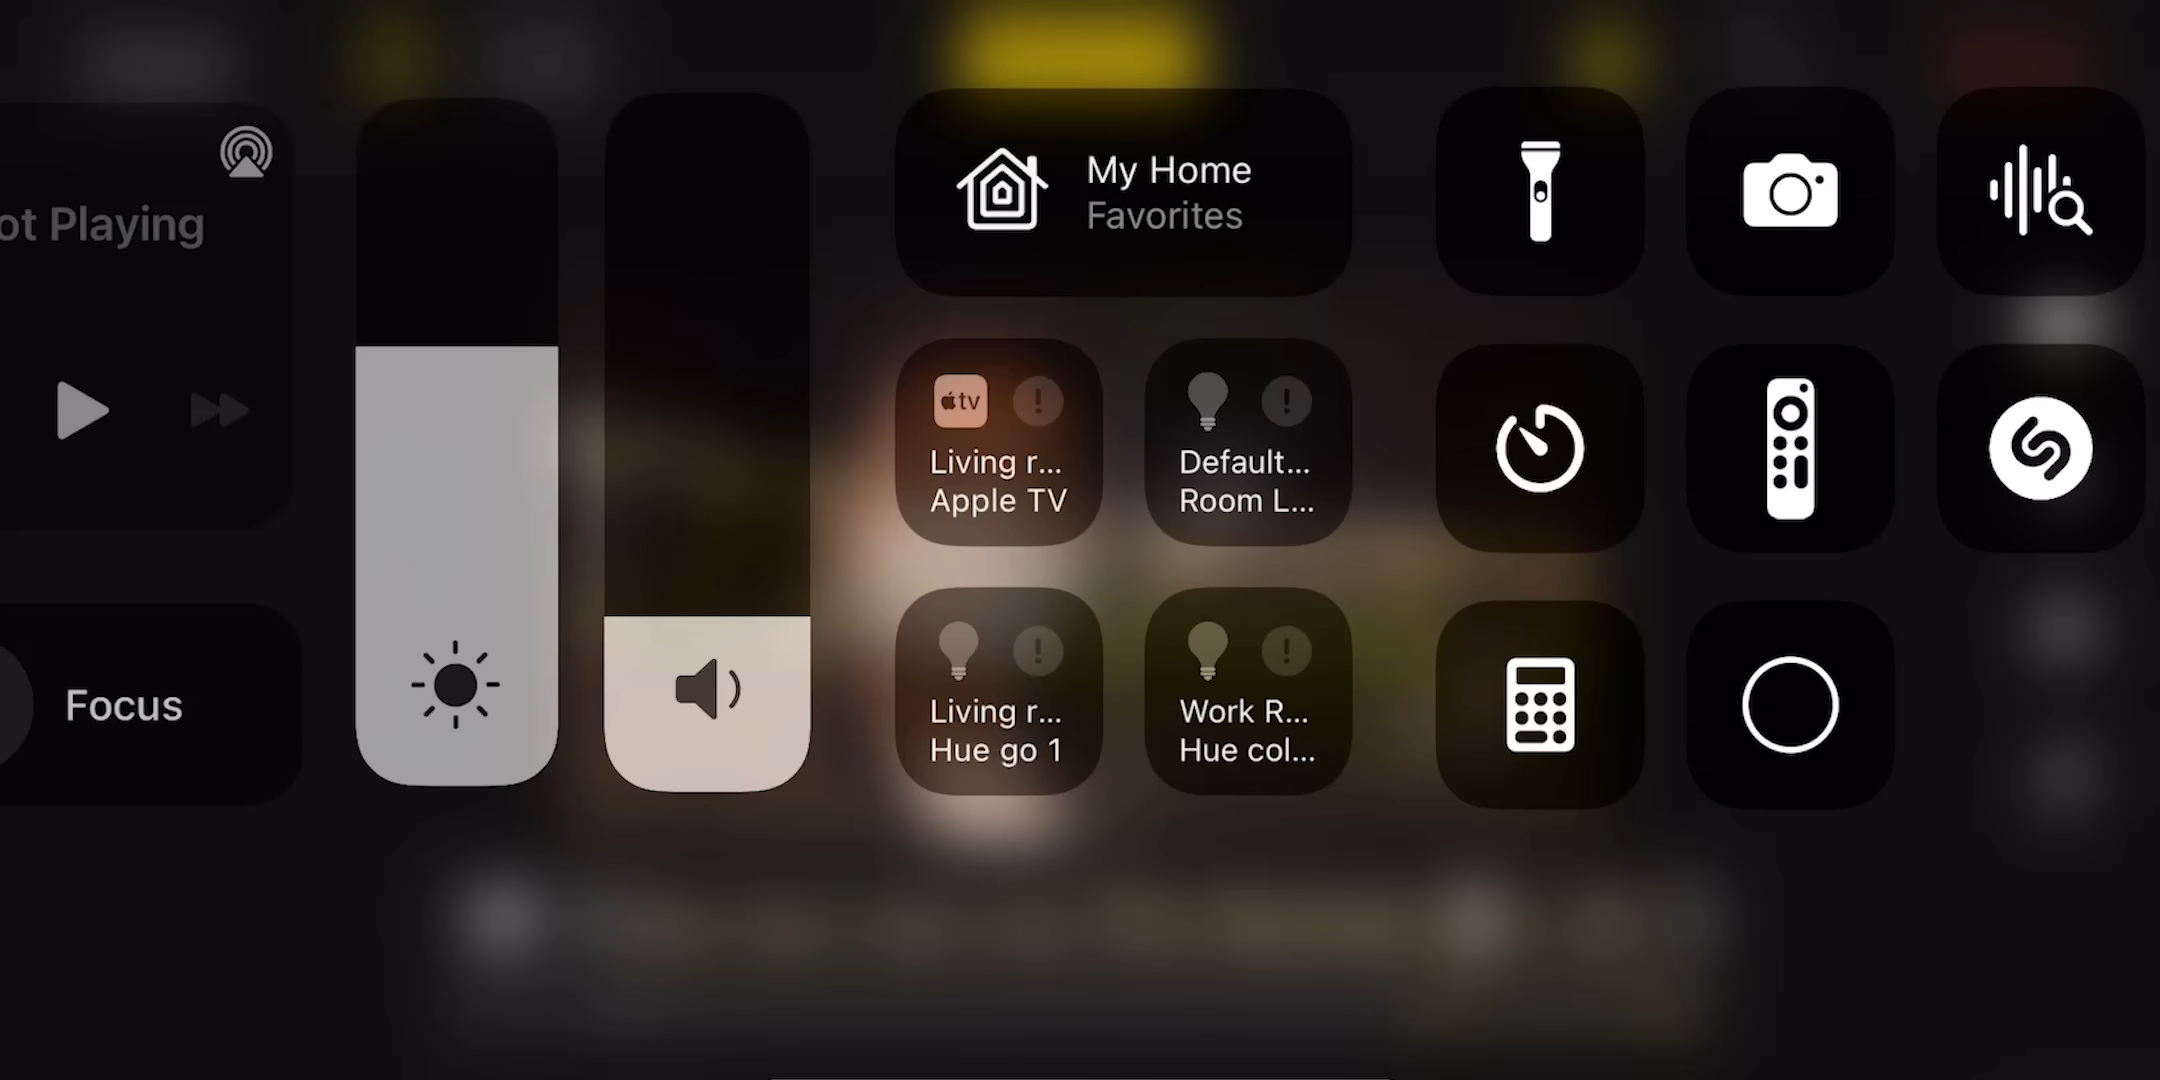 ot Playing
Focus
My Home
Favorites
tv
Living r...
Apple TV
Default...
Room L...
Living r...
Hue go 1
Work R...
Hue col...